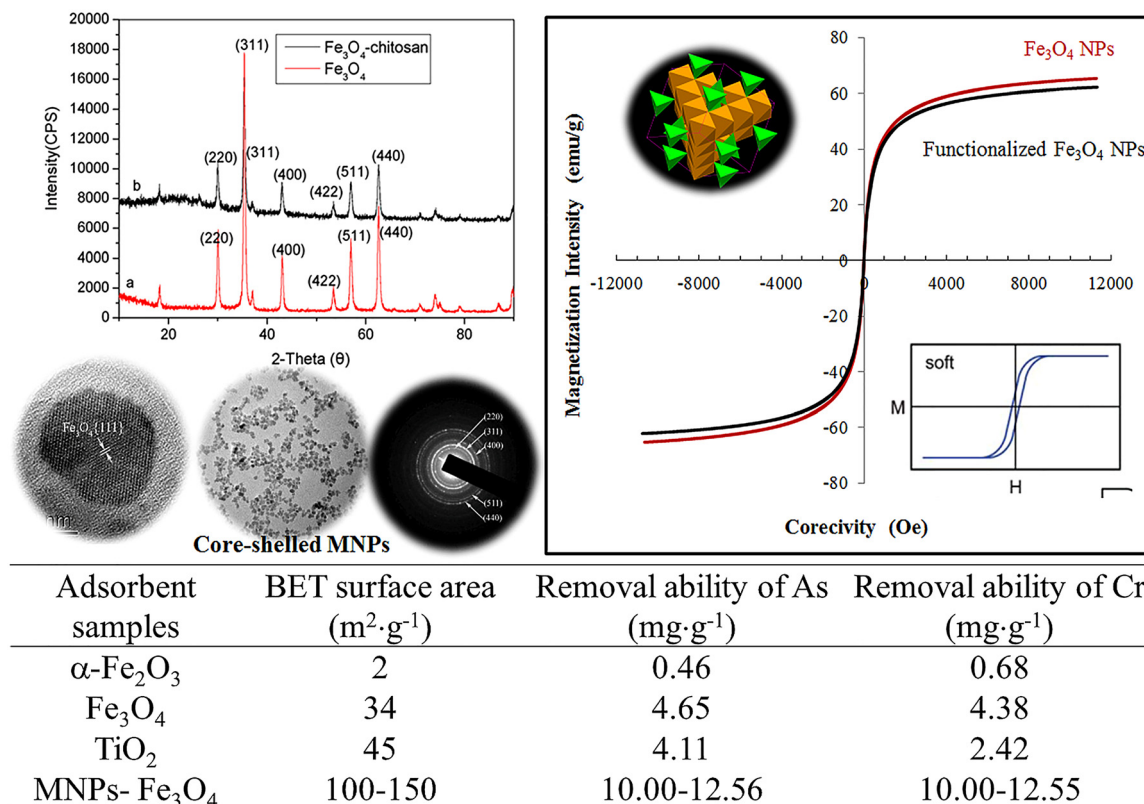 20000
18000
16000
14000
12000
10000
8000
6000
4000
2000
0
Intensity(CPS)
(311)
Fe₃O₄-chitosan
Fe₃O₄
(220)
(311)
(400)
(422)
(511)
(440)
b
(220)
(400)
(422)
(511)
(440)
a
20 40 60 80
2-Theta (θ)
Fe₃O₄{111}
(220)
(311)
(400)
(511)
(440)
Core-shelled MNPs
Magnetization Intensity (emu/g)
80
60
40
20
0
-20
-40
-60
-80
-12000 -8000 -4000 0 4000 8000 12000
Fe₃O₄ NPs
Functionalized Fe₃O₄ NPs
soft
M
H
Corecivity (Oe)
Adsorbent samples BET surface area (m²·g⁻¹) Removal ability of As (mg·g⁻¹) Removal ability of Cr (mg·g⁻¹)
α-Fe₂O₃ 2 0.46 0.68
Fe₃O₄ 34 4.65 4.38
TiO₂ 45 4.11 2.42
MNPs- Fe₃O₄ 100-150 10.00-12.56 10.00-12.55